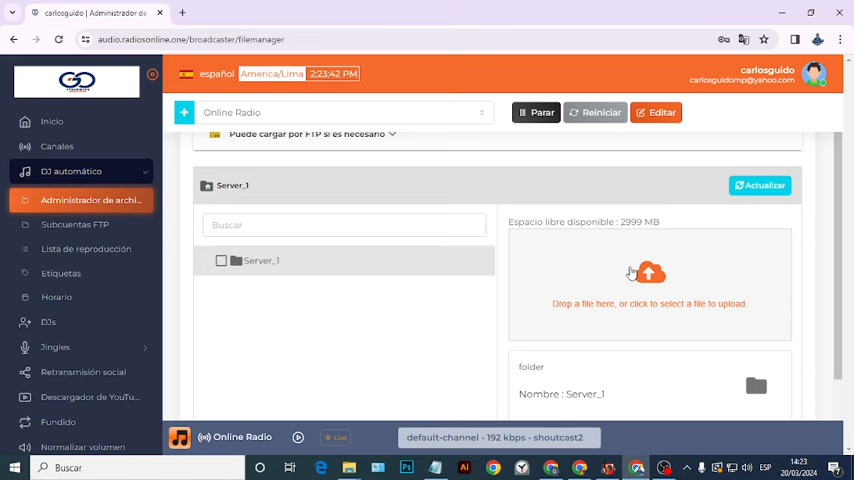 carlosguido | Administrador de
audio.radiosonline.one/broadcaster/filemanager
español America/Lima 2:23:42 PM
carlosguido
carlosguidomp@yahoo.com
Online Radio
Parar
Reiniciar
Editar
Inicio
Canales
DJ automático
Administrador de archi...
Subcuentas FTP
Lista de reproducción
Etiquetas
Horario
DJs
Jingles
Retransmisión social
Descargador de YouTu...
Fundido
Normalizar volumen
Puede cargar por FTP si es necesario
Server_1
Actualizar
Buscar
Server_1
Espacio libre disponible : 2999 MB
Drop a file here, or click to select a file to upload.
folder
Nombre : Server_1
Online Radio
Live
default-channel - 192 kbps - shoutcast2
Buscar
ESP
14:23
20/03/2024